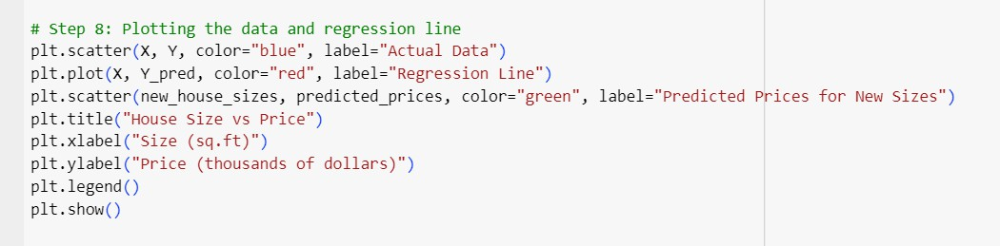 # Step 8: Plotting the data and regression line
plt.scatter(X, Y, color="blue", label="Actual Data")
plt.plot(X, Y_pred, color="red", label="Regression Line")
plt.scatter(new_house_sizes, predicted_prices, color="green", label="Predicted Prices for New Sizes")
plt.title("House Size vs Price")
plt.xlabel("Size (sq.ft)")
plt.ylabel("Price (thousands of dollars)")
plt.legend()
plt.show()